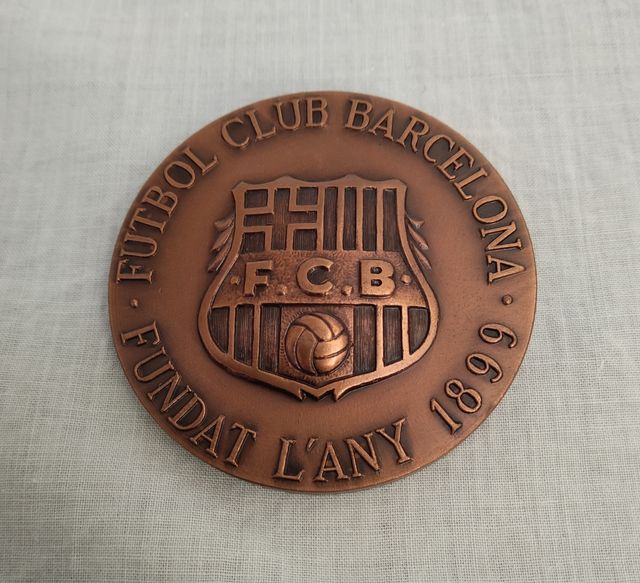 · FUTBOL CLUB BARCELONA ·
· F.C.B ·
FUNDAT L'ANY 1899